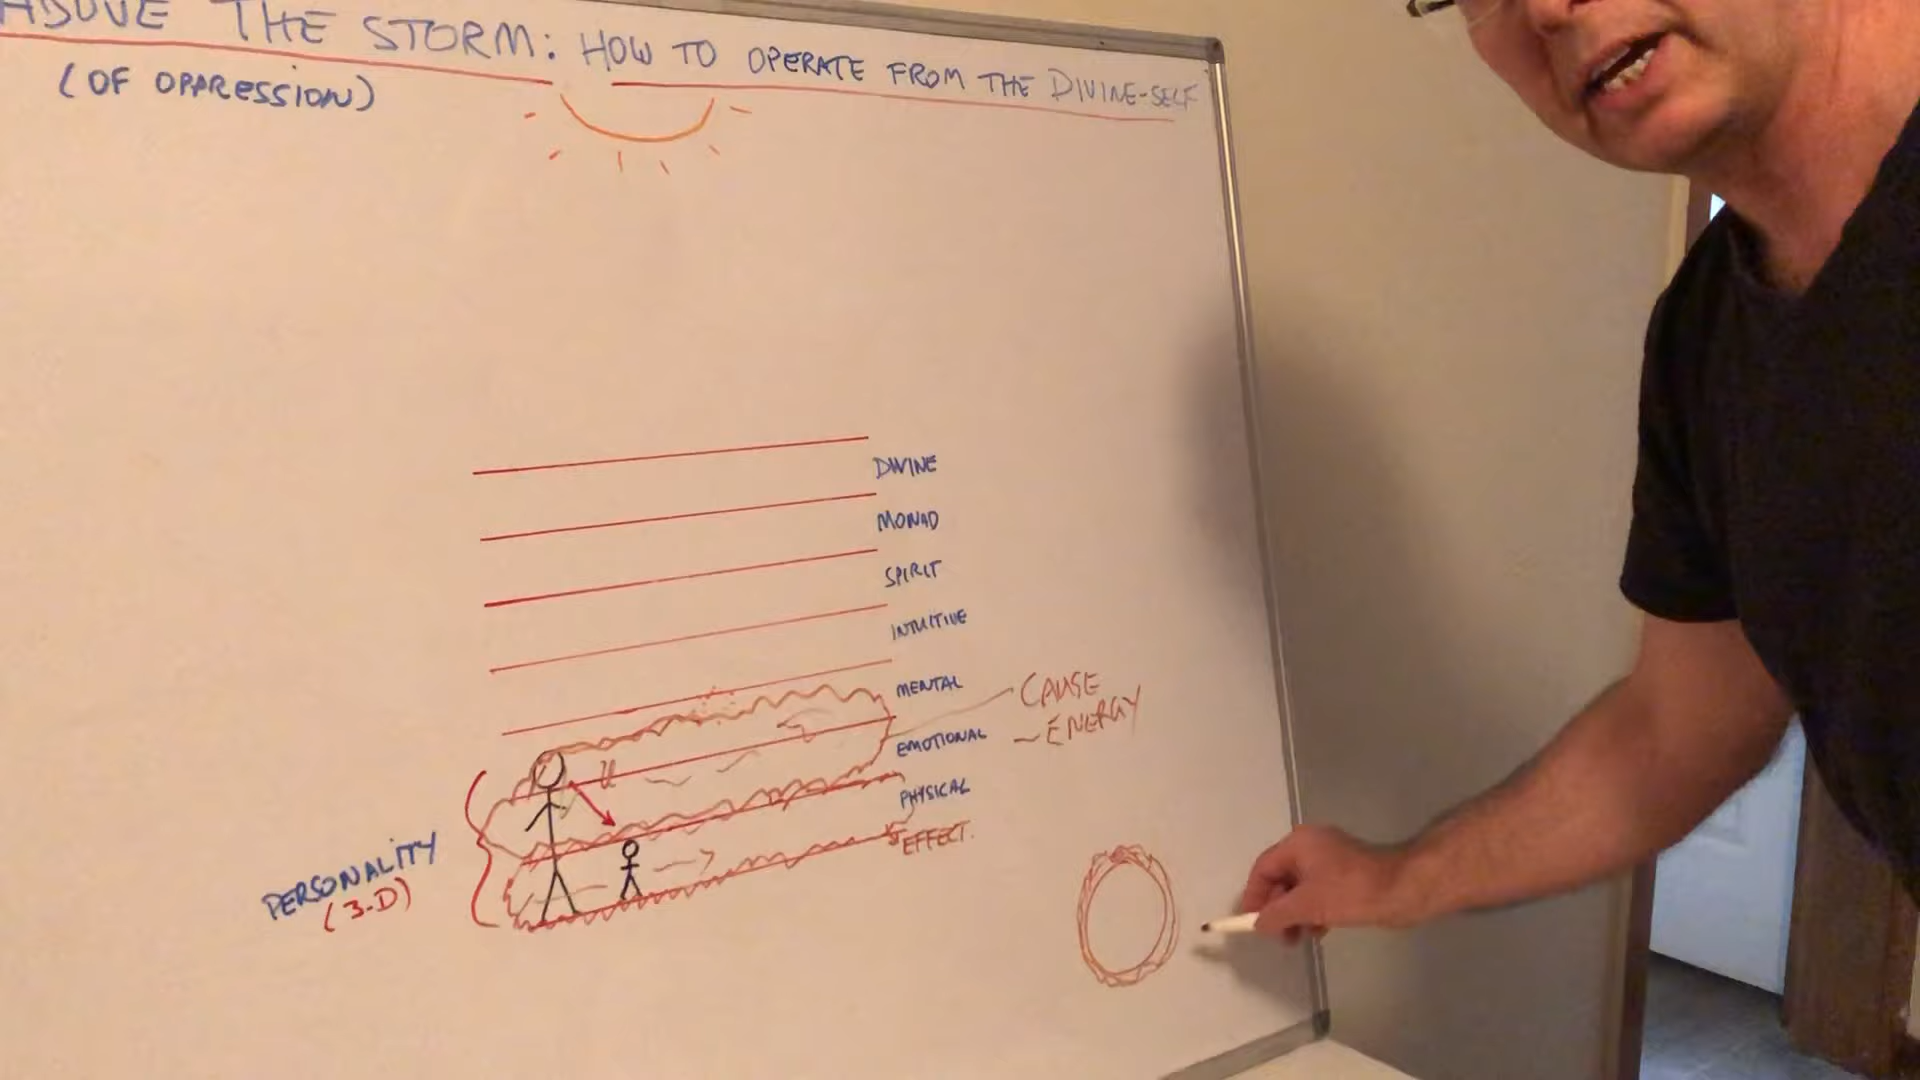 ABOVE THE STORM: HOW TO OPERATE FROM THE DIVINE-SELF
(OF OPPRESSION)
DIVINE
MONAD
SPIRIT
INTUITIVE
MENTAL
CAUSE
EMOTIONAL - ENERGY
PHYSICAL
EFFECT.
PERSONALITY
(3-D)